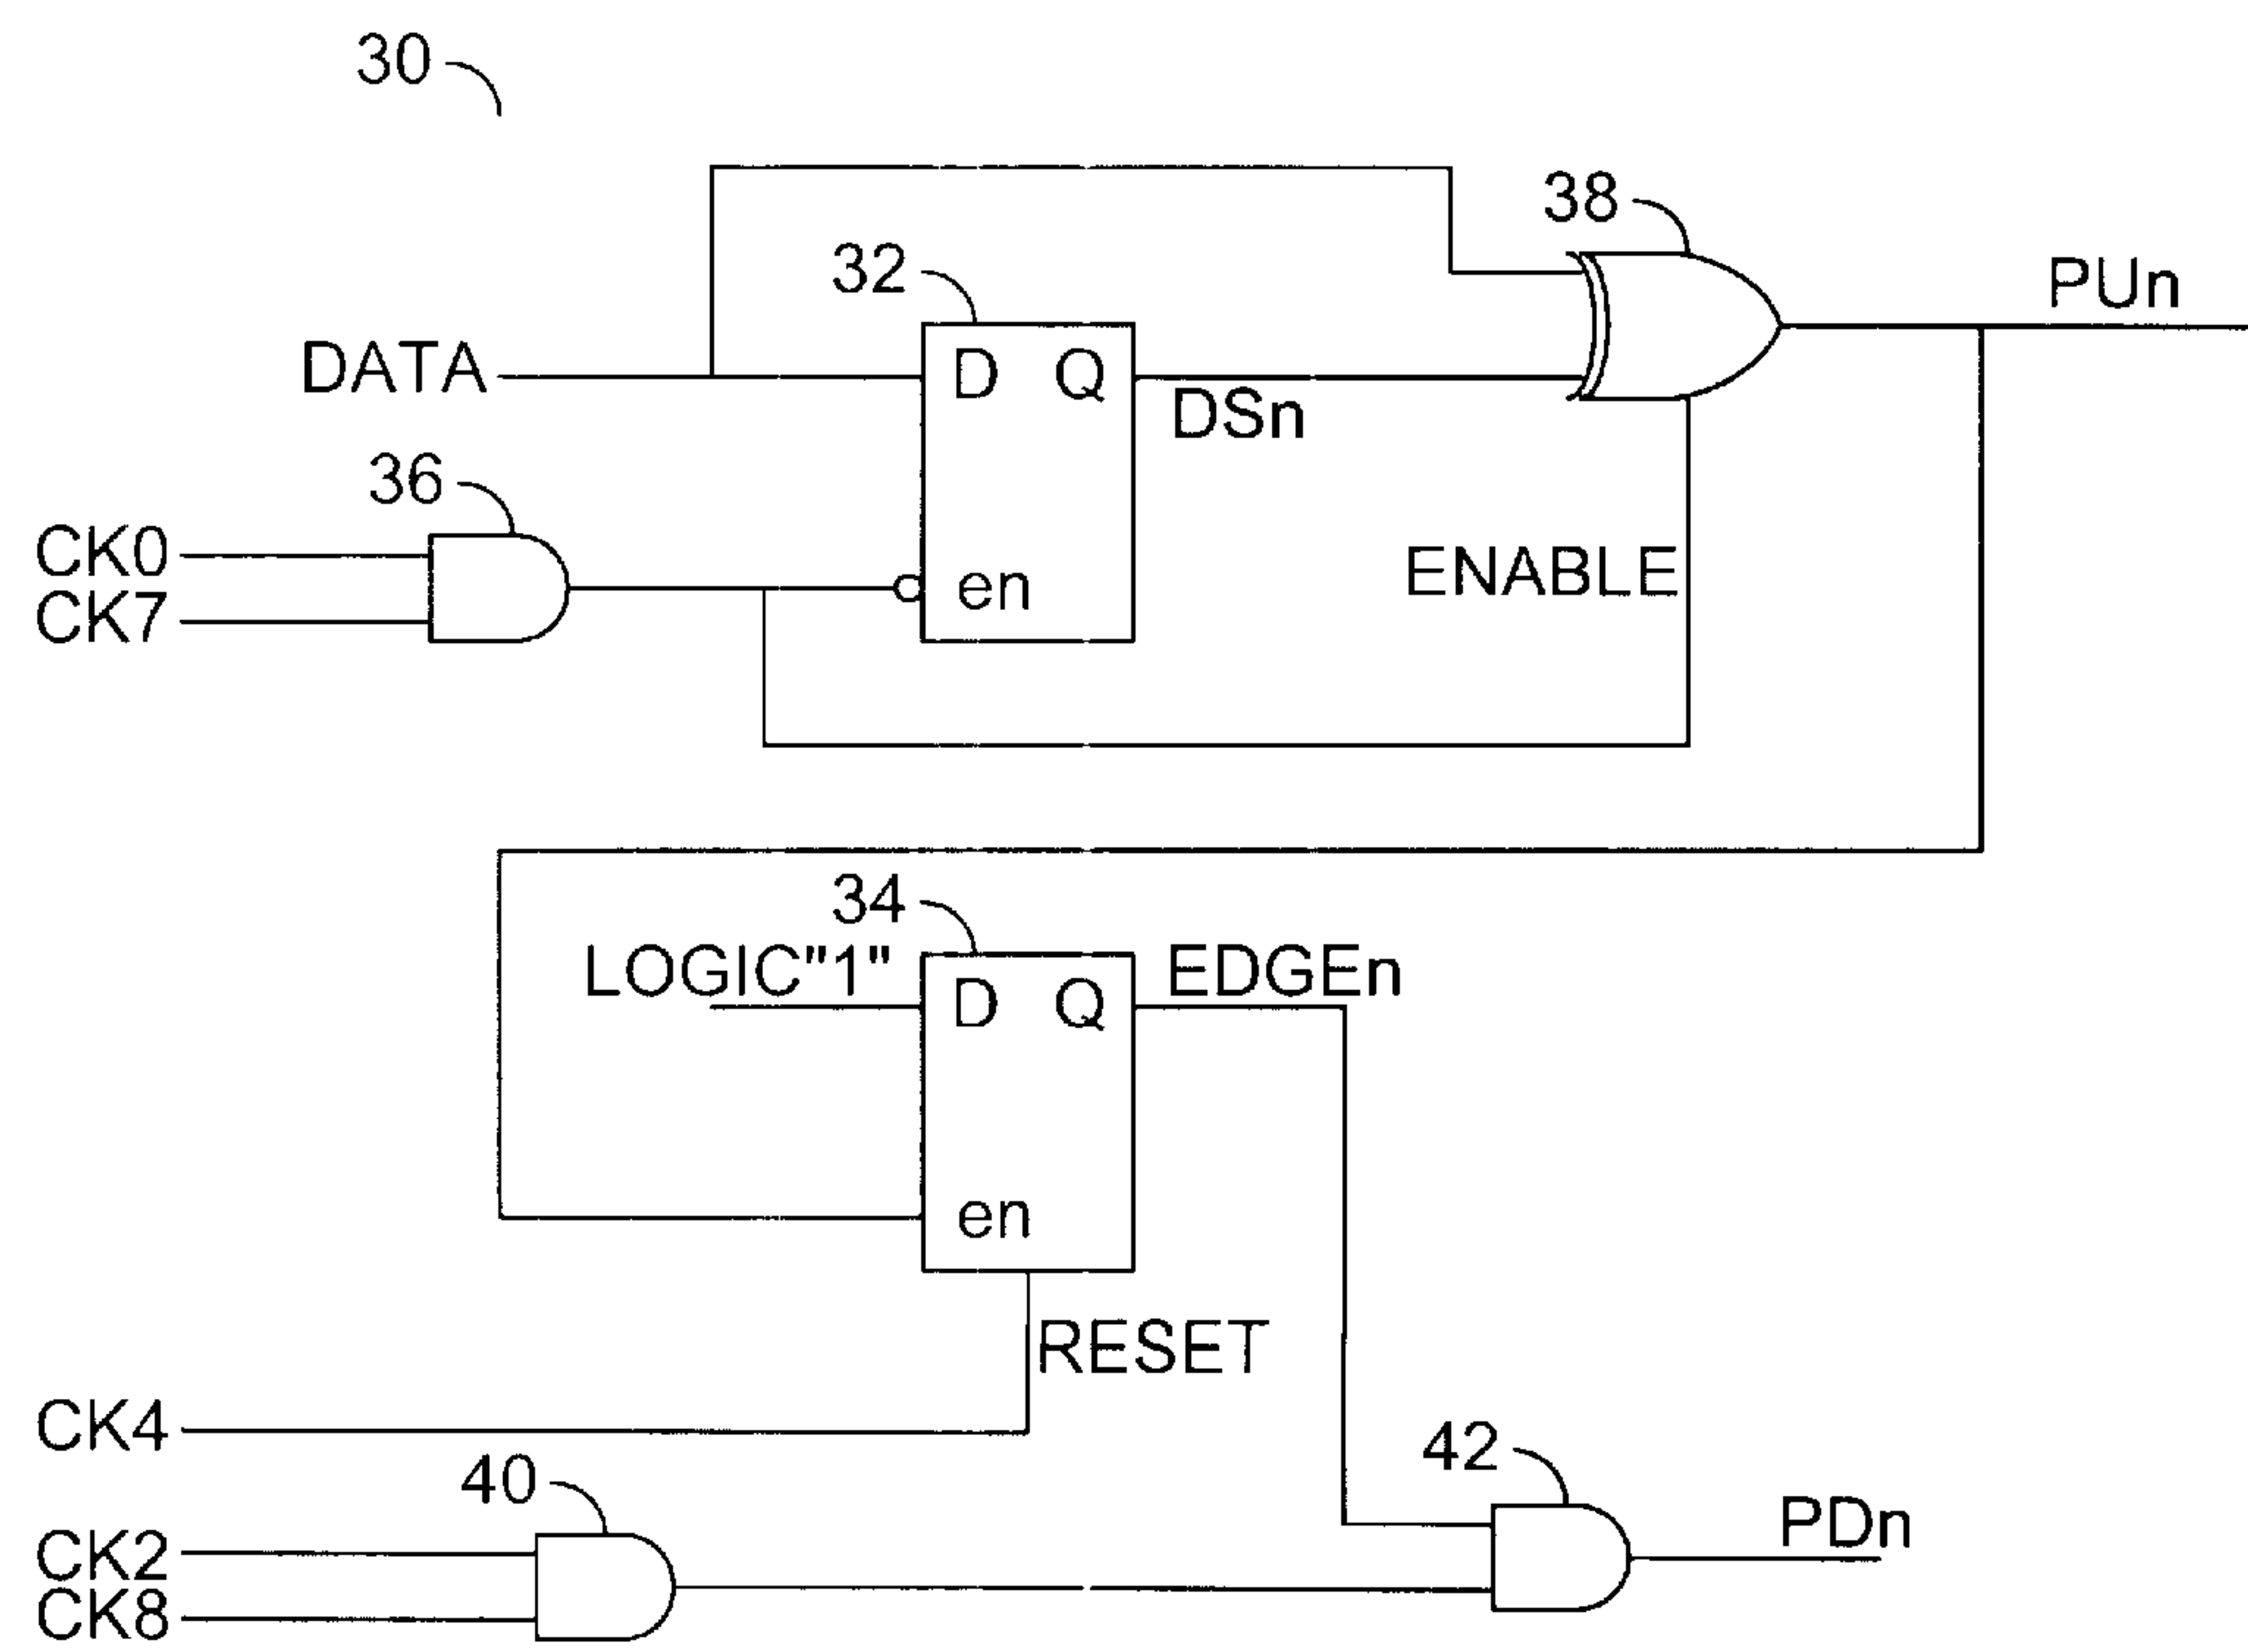 30
38
PUn
32
DATA
D Q
DSn
36
CK0
CK7
en
ENABLE
34
LOGIC"1"
D Q
EDGEn
en
RESET
CK4
42
40
PDn
CK2
CK8